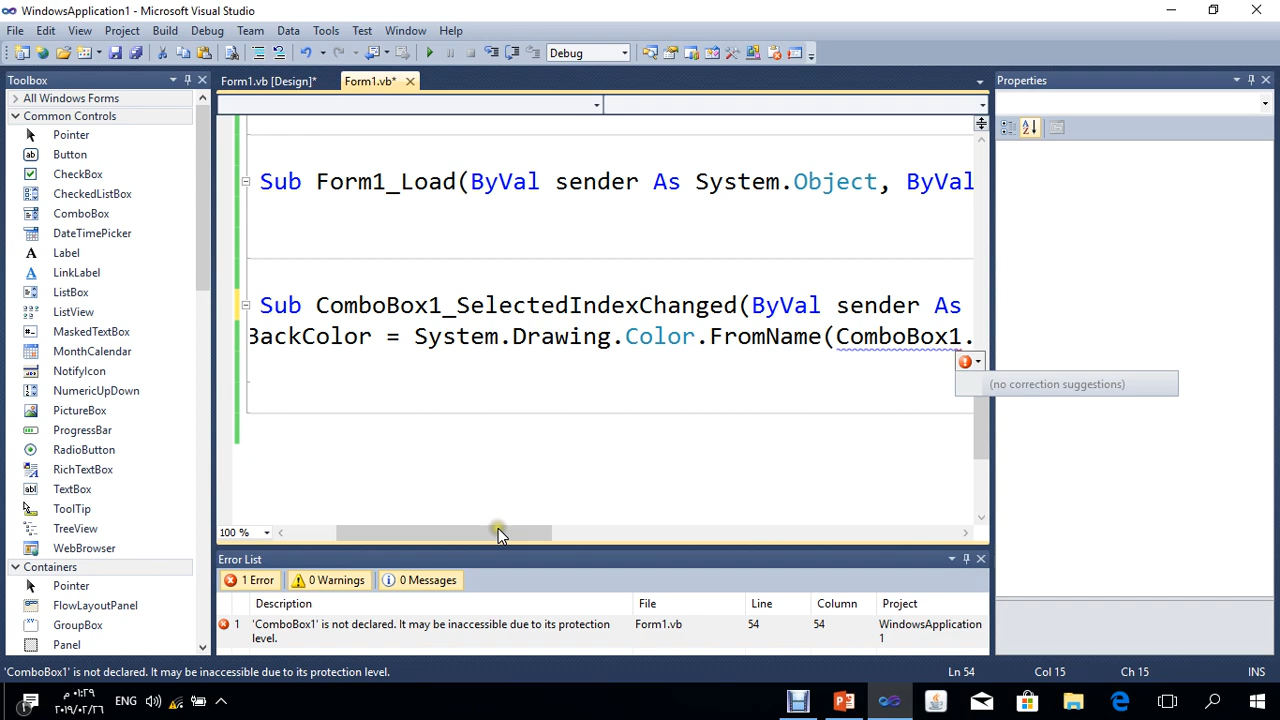 WindowsApplication1 - Microsoft Visual Studio
File Edit View Project Build Debug Team Data Tools Test Window Help
Debug
Toolbox
All Windows Forms
Common Controls
Pointer
Button
CheckBox
CheckedListBox
ComboBox
DateTimePicker
Label
LinkLabel
ListBox
ListView
MaskedTextBox
MonthCalendar
NotifyIcon
NumericUpDown
PictureBox
ProgressBar
RadioButton
RichTextBox
TextBox
ToolTip
TreeView
WebBrowser
Containers
Pointer
FlowLayoutPanel
GroupBox
Panel
Form1.vb [Design]* Form1.vb*
Sub Form1_Load(ByVal sender As System.Object, ByVal
Sub ComboBox1_SelectedIndexChanged(ByVal sender As
BackColor = System.Drawing.Color.FromName(ComboBox1.
(no correction suggestions)
100 %
Error List
1 Error 0 Warnings 0 Messages
Description File Line Column Project
1 'ComboBox1' is not declared. It may be inaccessible due to its protection level. Form1.vb 54 54 WindowsApplication1
Properties
'ComboBox1' is not declared. It may be inaccessible due to its protection level. Ln 54 Col 15 Ch 15 INS
٠١:٢٩ م
٢٠١٩/٠٢/٢٦
ENG